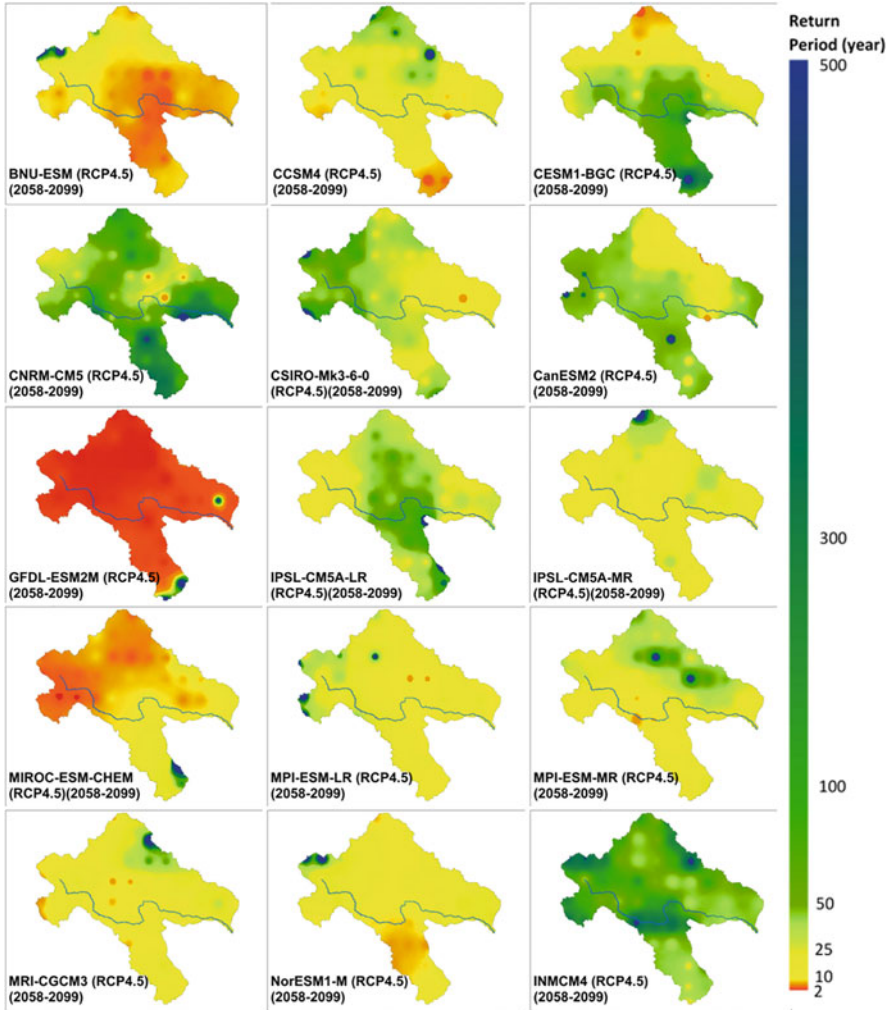 BNU-ESM (RCP4.5)
(2058-2099)
CCSM4 (RCP4.5)
(2058-2099)
CESM1-BGC (RCP4.5)
(2058-2099)
CNRM-CM5 (RCP4.5)
(2058-2099)
CSIRO-Mk3-6-0
(RCP4.5)(2058-2099)
CanESM2 (RCP4.5)
(2058-2099)
GFDL-ESM2M (RCP4.5)
(2058-2099)
IPSL-CM5A-LR
(RCP4.5)(2058-2099)
IPSL-CM5A-MR
(RCP4.5)(2058-2099)
MIROC-ESM-CHEM
(RCP4.5)(2058-2099)
MPI-ESM-LR (RCP4.5)
(2058-2099)
MPI-ESM-MR (RCP4.5)
(2058-2099)
MRI-CGCM3 (RCP4.5)
(2058-2099)
NorESM1-M (RCP4.5)
(2058-2099)
INMCM4 (RCP4.5)
(2058-2099)
Return
Period (year)
500
300
100
50
25
10
2